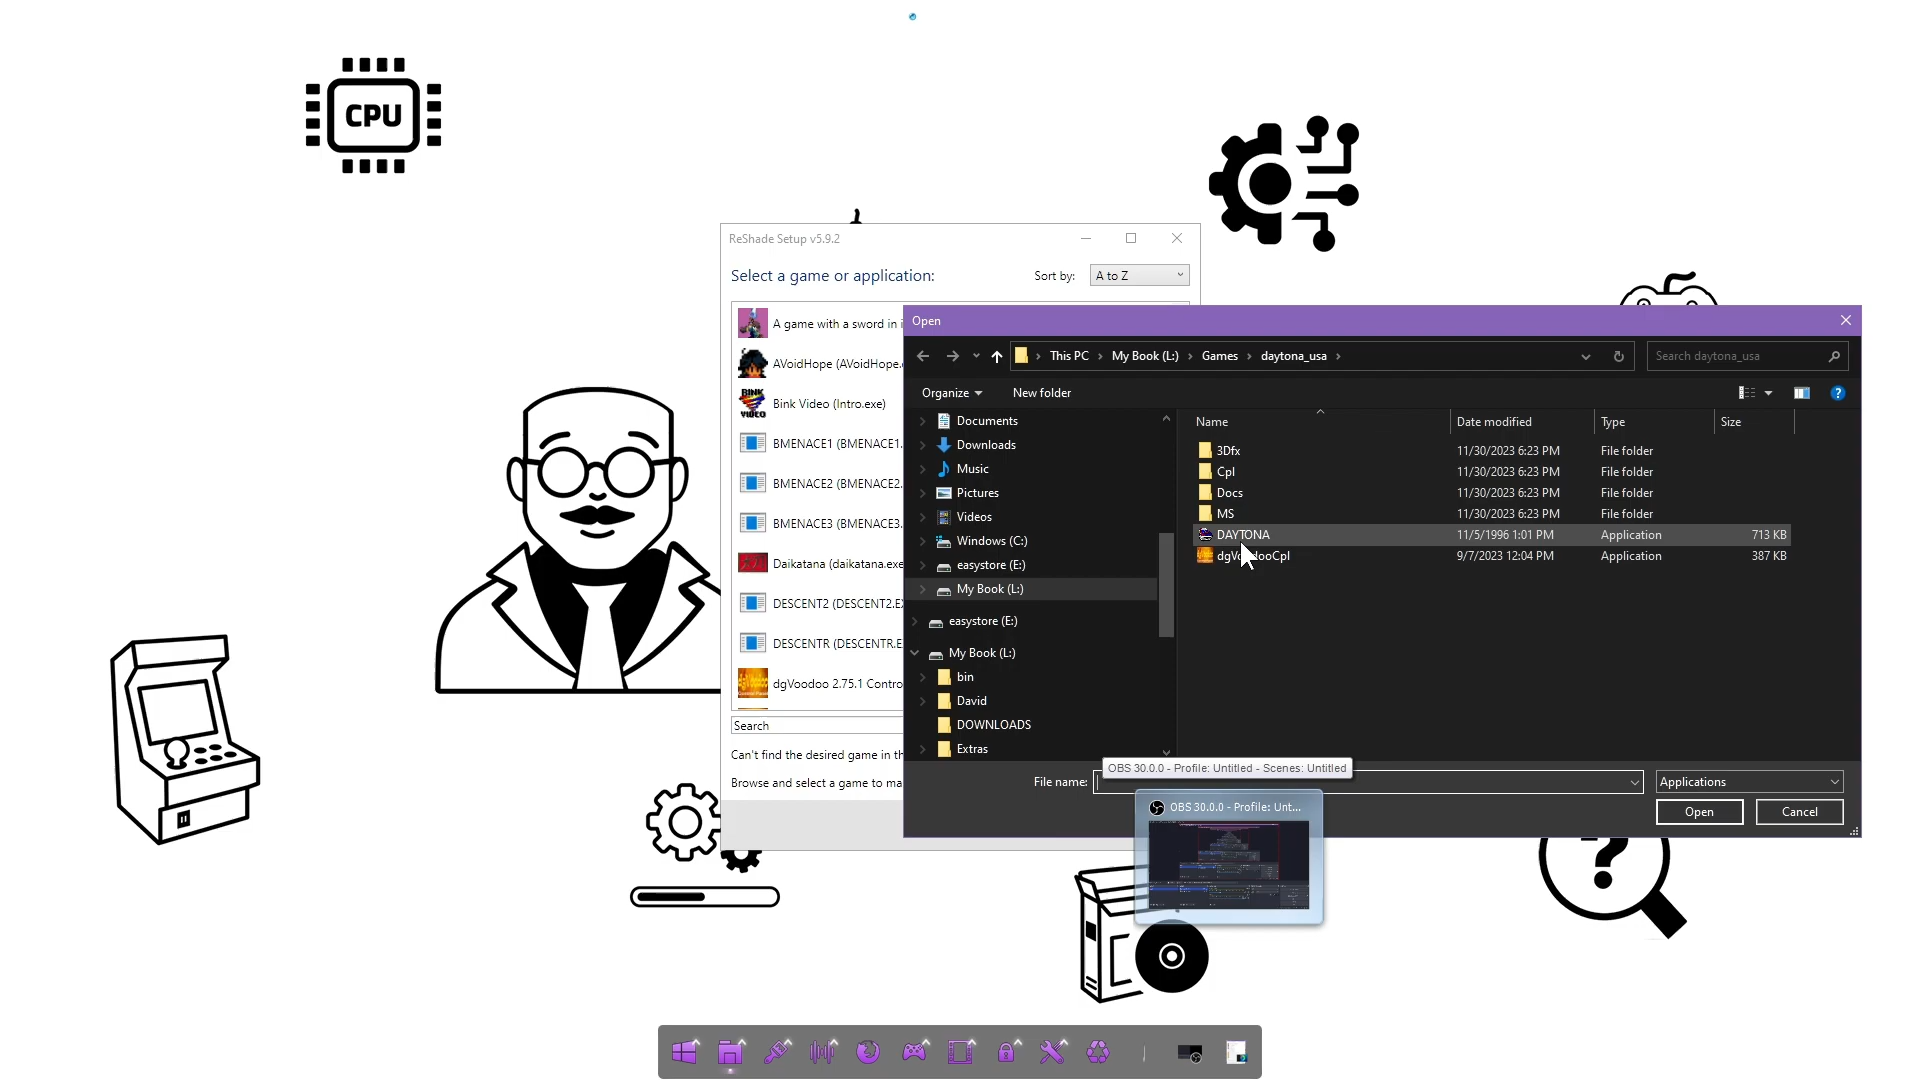 CPU
ReShade Setup v5.9.2
Select a game or application:
Sort by:
A to Z
A game with a sword in i
AVoidHope (AVoidHope.
Bink Video (Intro.exe)
BMENACE1 (BMENACE1.
BMENACE2 (BMENACE2.
BMENACE3 (BMENACE3.
Daikatana (daikatana.exe
DESCENT2 (DESCENT2.E
DESCENTR (DESCENTR.E
dgVoodoo 2.75.1 Contro
Search
Can't find the desired game in th
Browse and select a game to ma
Open
This PC
My Book (L:)
Games
daytona_usa
Search daytona_usa
Organize
New folder
Documents
Downloads
Music
Pictures
Videos
Windows (C:)
easystore (E:)
My Book (L:)
easystore (E:)
My Book (L:)
bin
David
DOWNLOADS
Extras
Name
Date modified
Type
Size
3Dfx
11/30/2023 6:23 PM
File folder
Cpl
11/30/2023 6:23 PM
File folder
Docs
11/30/2023 6:23 PM
File folder
MS
11/30/2023 6:23 PM
File folder
DAYTONA
11/5/1996 1:01 PM
Application
713 KB
dgVoodooCpl
9/7/2023 12:04 PM
Application
387 KB
OBS 30.0.0 - Profile: Untitled - Scenes: Untitled
File name:
Applications
Open
Cancel
OBS 30.0.0 - Profile: Unt...
?